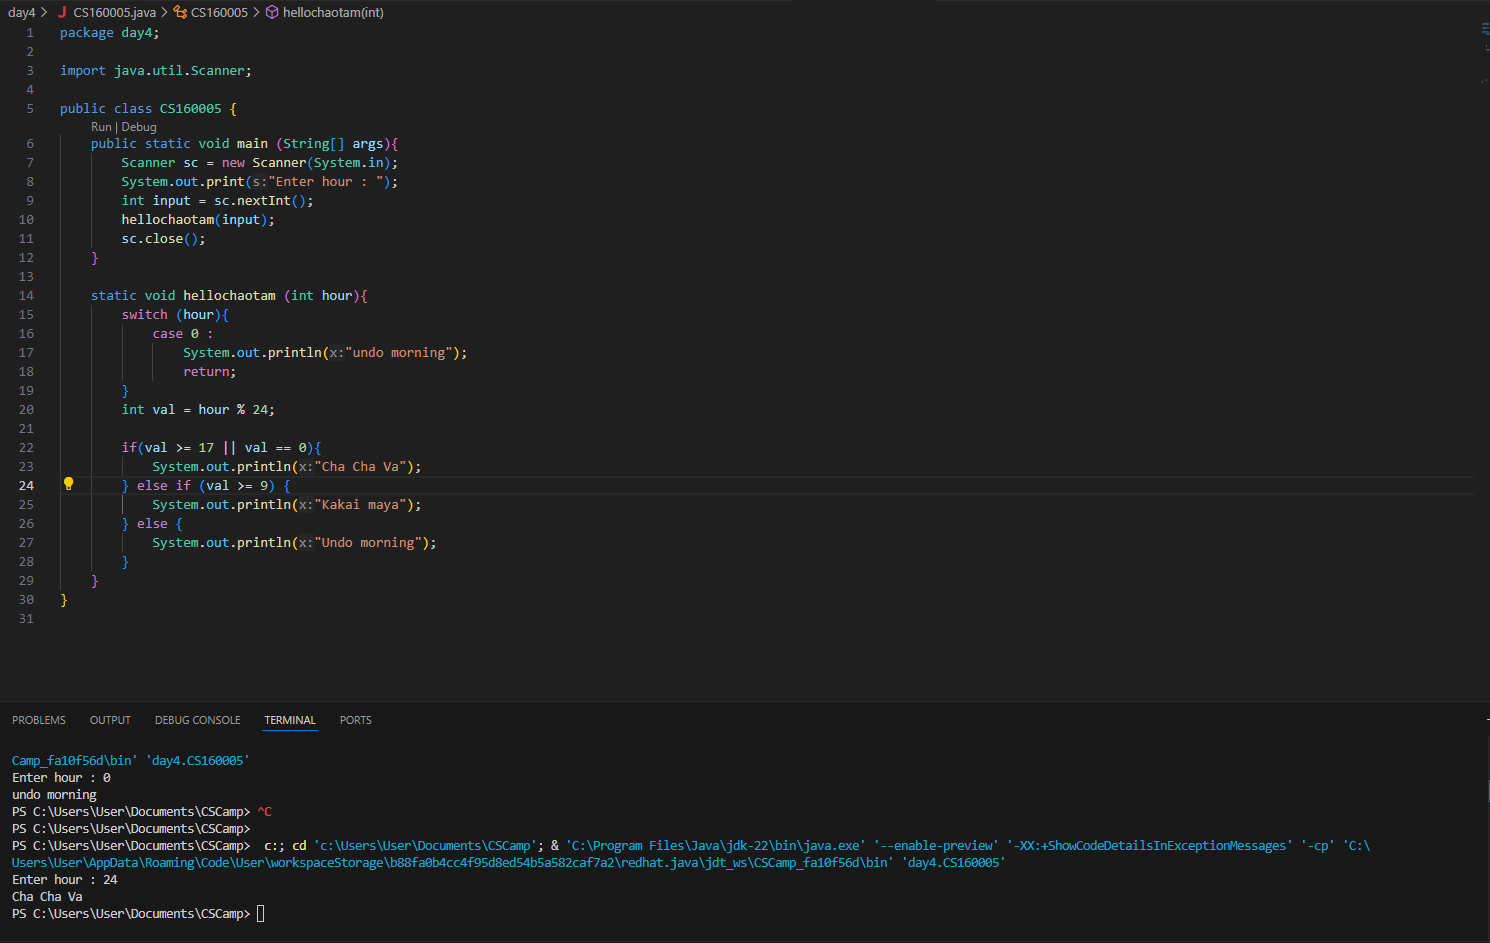 day4 > CS160005.java > CS160005 > hellochaotam(int)
1 package day4;
2
3 import java.util.Scanner;
4
5 public class CS160005 {
Run | Debug
6 public static void main (String[] args){
7 Scanner sc = new Scanner(System.in);
8 System.out.print(s:"Enter hour : ");
9 int input = sc.nextInt();
10 hellochaotam(input);
11 sc.close();
12 }
13
14 static void hellochaotam (int hour){
15 switch (hour){
16 case 0 :
17 System.out.println(x:"undo morning");
18 return;
19 }
20 int val = hour % 24;
21
22 if(val >= 17 || val == 0){
23 System.out.println(x:"Cha Cha Va");
24 } else if (val >= 9) {
25 System.out.println(x:"Kakai maya");
26 } else {
27 System.out.println(x:"Undo morning");
28 }
29 }
30 }
31
PROBLEMS OUTPUT DEBUG CONSOLE TERMINAL PORTS
Camp_fa10f56d\bin' 'day4.CS160005'
Enter hour : 0
undo morning
PS C:\Users\User\Documents\CSCamp> ^C
PS C:\Users\User\Documents\CSCamp>
PS C:\Users\User\Documents\CSCamp>  c:; cd 'c:\Users\User\Documents\CSCamp'; & 'C:\Program Files\Java\jdk-22\bin\java.exe' '--enable-preview' '-XX:+ShowCodeDetailsInExceptionMessages' '-cp' 'C:\
Users\User\AppData\Roaming\Code\User\workspaceStorage\b88fa0b4cc4f95d8ed54b5a582caf7a2\redhat.java\jdt_ws\CSCamp_fa10f56d\bin' 'day4.CS160005'
Enter hour : 24
Cha Cha Va
PS C:\Users\User\Documents\CSCamp>